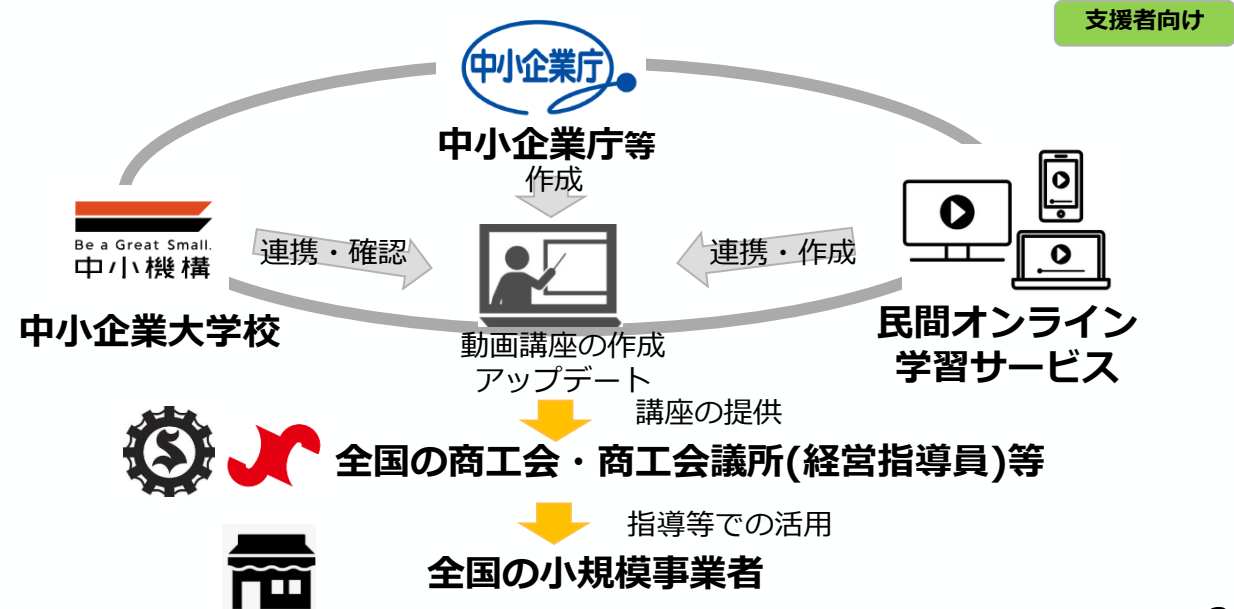 支援者向け
中小企業庁
中小企業庁等
作成
Be a Great Small.
中小機構
連携・確認
連携・作成
中小企業大学校
民間オンライン
学習サービス
動画講座の作成
アップデート
講座の提供
S
全国の商工会・商工会議所(経営指導員)等
指導等での活用
全国の小規模事業者